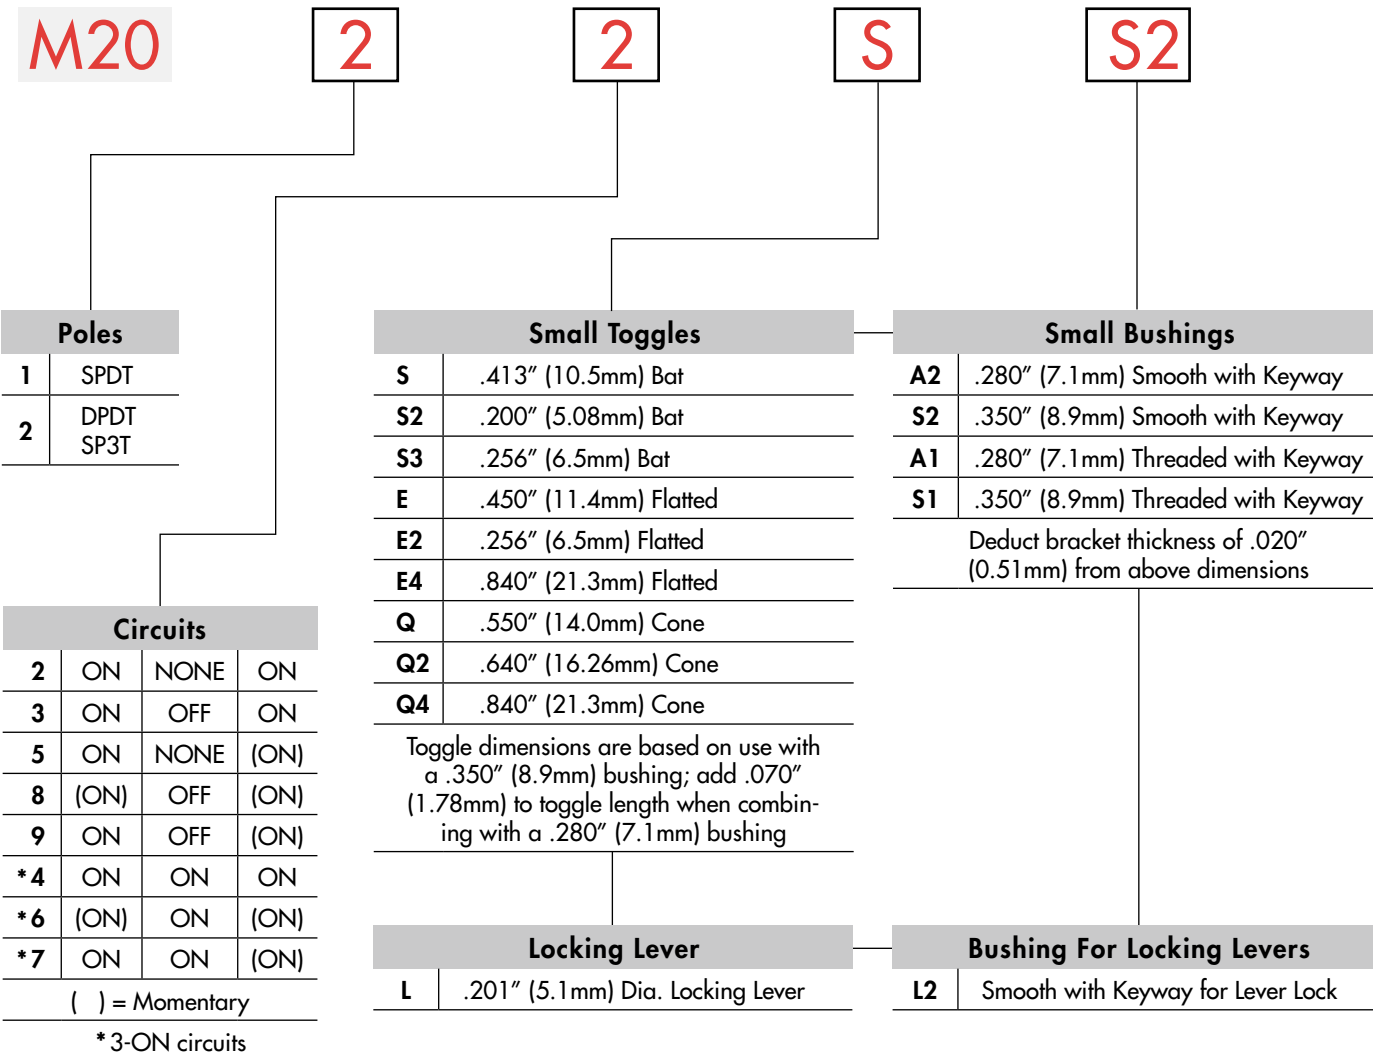 M20 2 2 S S2
Poles
1 SPDT
2 DPDT
SP3T
Circuits
2 ON NONE ON
3 ON OFF ON
5 ON NONE (ON)
8 (ON) OFF (ON)
9 ON OFF (ON)
*4 ON ON ON
*6 (ON) ON (ON)
*7 ON ON (ON)
( ) = Momentary
* 3-ON circuits
Small Toggles
S .413″ (10.5mm) Bat
S2 .200″ (5.08mm) Bat
S3 .256″ (6.5mm) Bat
E .450″ (11.4mm) Flatted
E2 .256″ (6.5mm) Flatted
E4 .840″ (21.3mm) Flatted
Q .550″ (14.0mm) Cone
Q2 .640″ (16.26mm) Cone
Q4 .840″ (21.3mm) Cone
Toggle dimensions are based on use with
a .350″ (8.9mm) bushing; add .070″
(1.78mm) to toggle length when combin-
ing with a .280″ (7.1mm) bushing
Locking Lever
L .201″ (5.1mm) Dia. Locking Lever
Small Bushings
A2 .280″ (7.1mm) Smooth with Keyway
S2 .350″ (8.9mm) Smooth with Keyway
A1 .280″ (7.1mm) Threaded with Keyway
S1 .350″ (8.9mm) Threaded with Keyway
Deduct bracket thickness of .020″
(0.51mm) from above dimensions
Bushing For Locking Levers
L2 Smooth with Keyway for Lever Lock